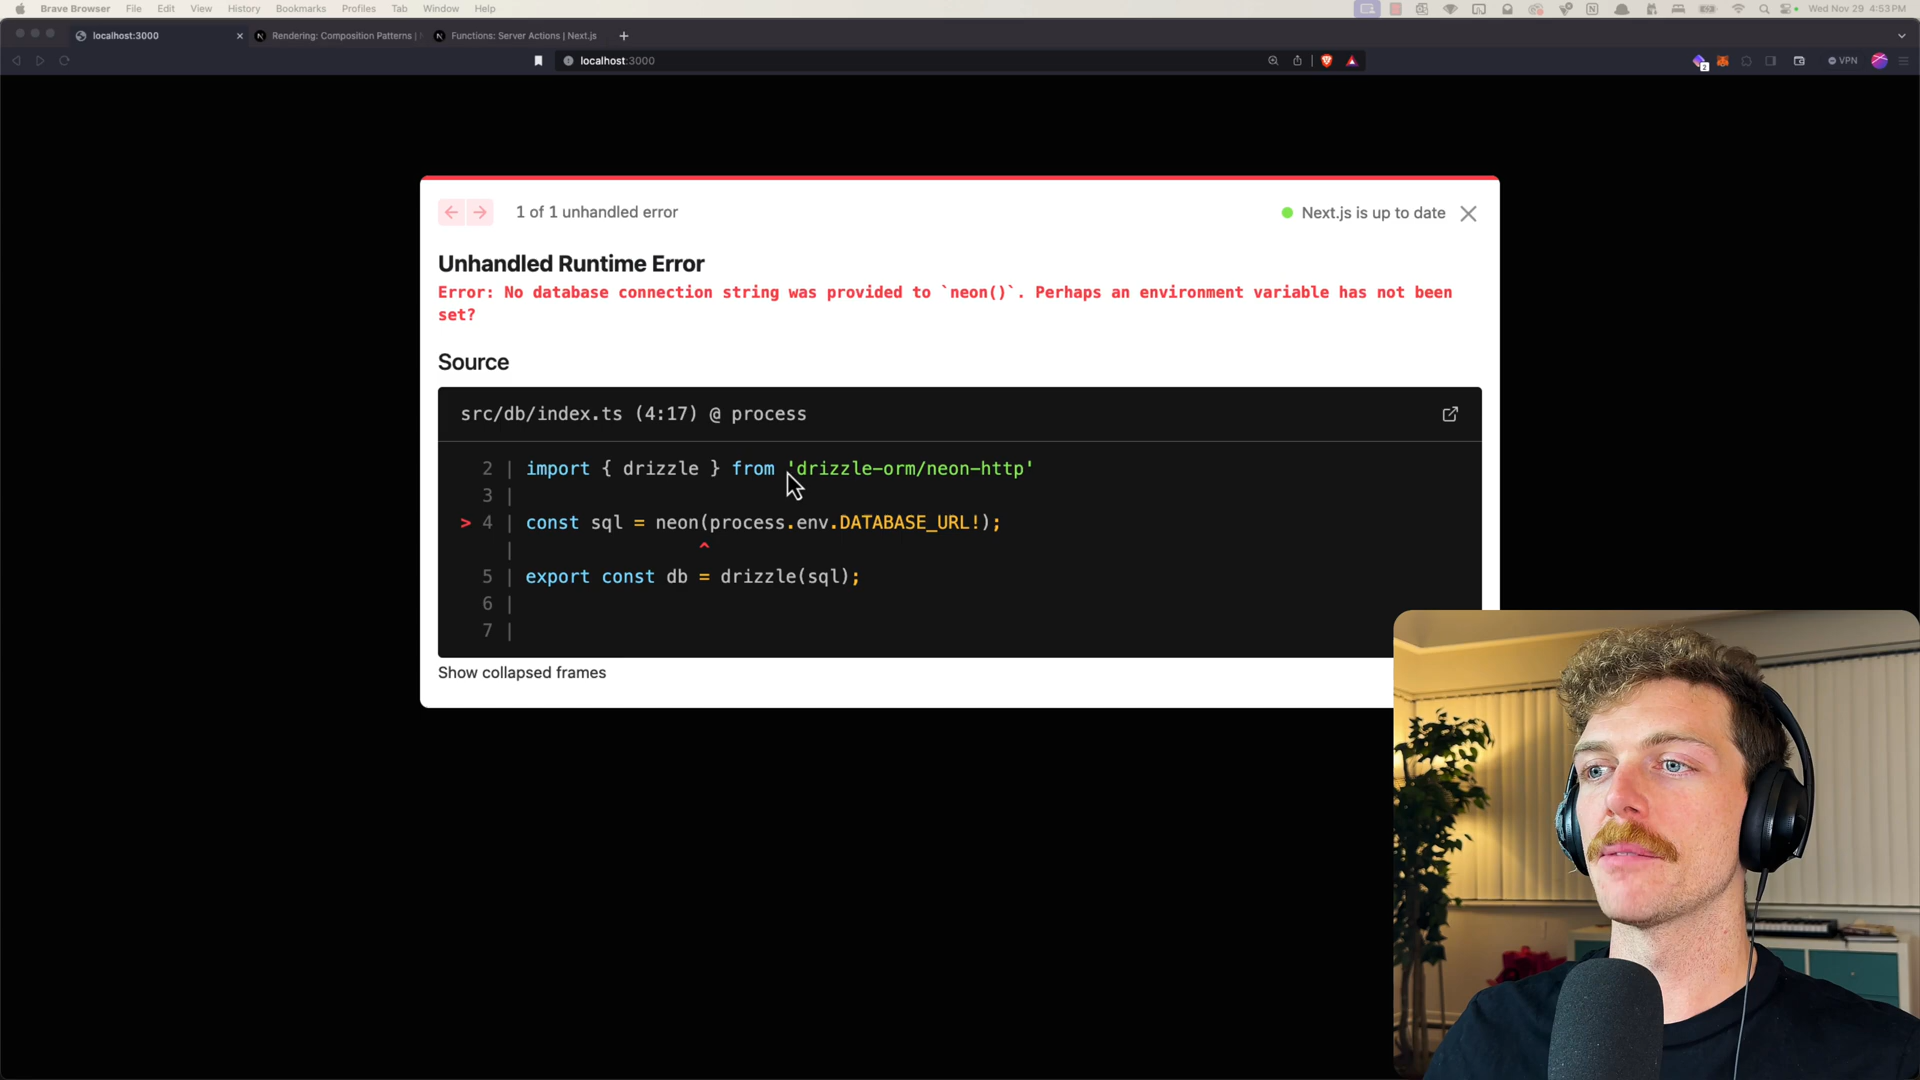 Brave Browser File Edit View History Bookmarks Profiles Tab Window Help Wed Nov 29 4:53 PM
localhost:3000 Rendering: Composition Patterns | Functions: Server Actions | Next.js
localhost:3000 2 VPN
1 of 1 unhandled error Next.js is up to date
Unhandled Runtime Error
Error: No database connection string was provided to `neon()`. Perhaps an environment variable has not been
set?
Source
src/db/index.ts (4:17) @ process
2 | import { drizzle } from 'drizzle-orm/neon-http'
3 |
> 4 | const sql = neon(process.env.DATABASE_URL!);
| ^
5 | export const db = drizzle(sql);
6 |
7 |
Show collapsed frames